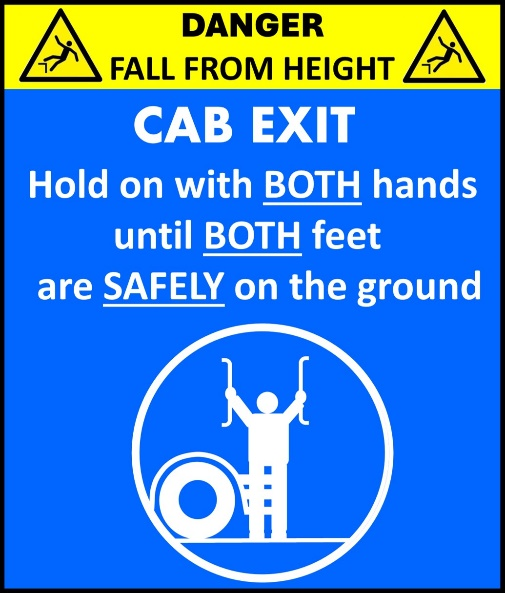 DANGER
FALL FROM HEIGHT
CAB EXIT
Hold on with BOTH hands
until BOTH feet
are SAFELY on the ground